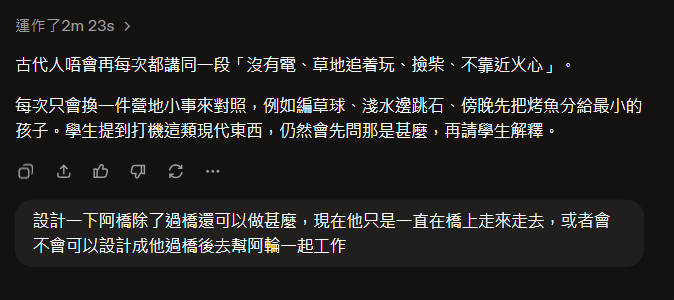 運作了2m 23s >
古代人唔會再每次都講同一段「沒有電、草地追着玩、撿柴、不靠近火心」。
每次只會換一件營地小事來對照，例如編草球、淺水邊跳石、傍晚先把烤魚分給最小的
孩子。學生提到打機這類現代東西，仍然會先問那是甚麼，再請學生解釋。
設計一下阿橋除了過橋還可以做甚麼，現在他只是一直在橋上走來走去，或者會
不會可以設計成他過橋後去幫阿輪一起工作